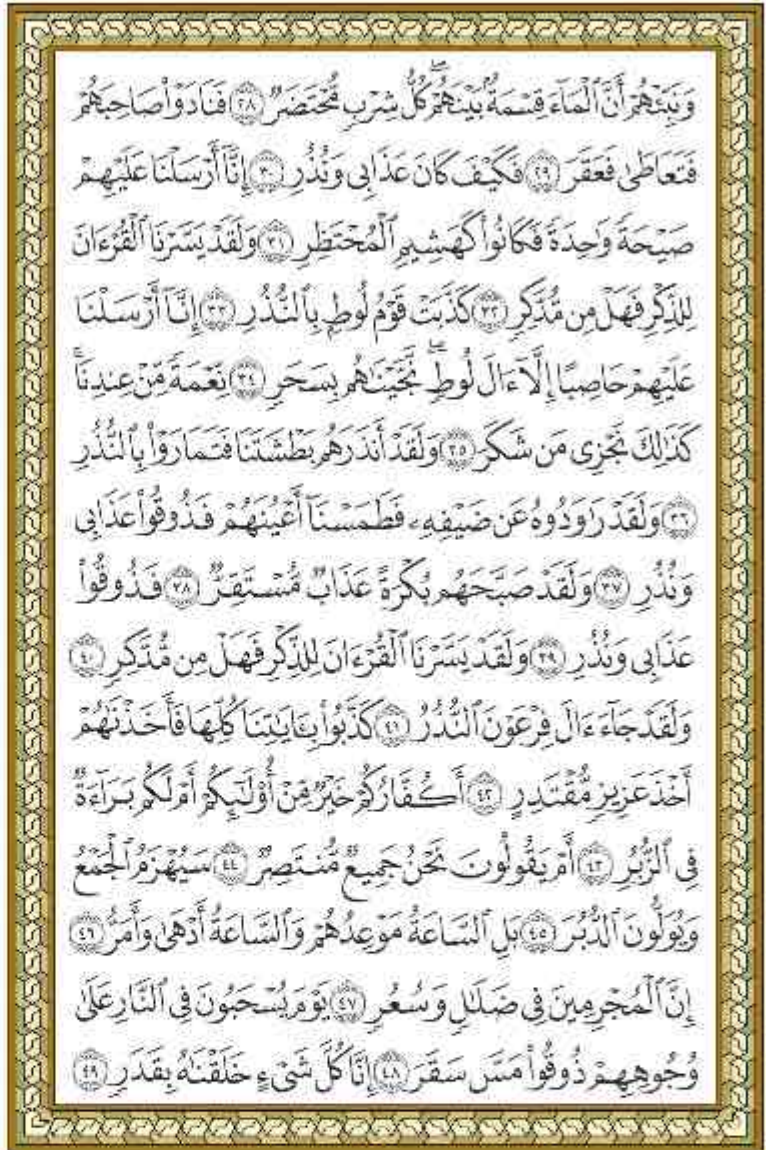 وَنَبِّئْهُمْ أَنَّ ٱلْمَآءَ قِسْمَةٌۢ بَيْنَهُمْ ۖ كُلُّ شِرْبٍ مُّحْتَضَرٌ ٢٨ فَنَادَوْا۟ صَاحِبَهُمْ
فَتَعَاطَىٰ فَعَقَرَ ٢٩ فَكَيْفَ كَانَ عَذَابِى وَنُذُرِ ٣٠ إِنَّآ أَرْسَلْنَا عَلَيْهِمْ
صَيْحَةً وَٰحِدَةً فَكَانُوا۟ كَهَشِيمِ ٱلْمُحْتَظِرِ ٣١ وَلَقَدْ يَسَّرْنَا ٱلْقُرْءَانَ
لِلذِّكْرِ فَهَلْ مِن مُّدَّكِرٍ ٣٢ كَذَّبَتْ قَوْمُ لُوطٍۭ بِٱلنُّذُرِ ٣٣ إِنَّآ أَرْسَلْنَا
عَلَيْهِمْ حَاصِبًا إِلَّآ ءَالَ لُوطٍ ۖ نَّجَّيْنَٰهُم بِسَحَرٍ ٣٤ نِّعْمَةً مِّنْ عِندِنَا ۚ
كَذَٰلِكَ نَجْزِى مَن شَكَرَ ٣٥ وَلَقَدْ أَنذَرَهُم بَطْشَتَنَا فَتَمَارَوْا۟ بِٱلنُّذُرِ
٣٦ وَلَقَدْ رَٰوَدُوهُ عَن ضَيْفِهِۦ فَطَمَسْنَآ أَعْيُنَهُمْ فَذُوقُوا۟ عَذَابِى
وَنُذُرِ ٣٧ وَلَقَدْ صَبَّحَهُم بُكْرَةً عَذَابٌ مُّسْتَقِرٌّ ٣٨ فَذُوقُوا۟
عَذَابِى وَنُذُرِ ٣٩ وَلَقَدْ يَسَّرْنَا ٱلْقُرْءَانَ لِلذِّكْرِ فَهَلْ مِن مُّدَّكِرٍ ٤٠
وَلَقَدْ جَآءَ ءَالَ فِرْعَوْنَ ٱلنُّذُرُ ٤١ كَذَّبُوا۟ بِـَٔايَٰتِنَا كُلِّهَا فَأَخَذْنَٰهُمْ
أَخْذَ عَزِيزٍ مُّقْتَدِرٍ ٤٢ أَكُفَّارُكُمْ خَيْرٌ مِّنْ أُو۟لَٰٓئِكُمْ أَمْ لَكُم بَرَآءَةٌ
فِى ٱلزُّبُرِ ٤٣ أَمْ يَقُولُونَ نَحْنُ جَمِيعٌ مُّنتَصِرٌ ٤٤ سَيُهْزَمُ ٱلْجَمْعُ
وَيُوَلُّونَ ٱلدُّبُرَ ٤٥ بَلِ ٱلسَّاعَةُ مَوْعِدُهُمْ وَٱلسَّاعَةُ أَدْهَىٰ وَأَمَرُّ ٤٦
إِنَّ ٱلْمُجْرِمِينَ فِى ضَلَٰلٍ وَسُعُرٍ ٤٧ يَوْمَ يُسْحَبُونَ فِى ٱلنَّارِ عَلَىٰ
وُجُوهِهِمْ ذُوقُوا۟ مَسَّ سَقَرَ ٤٨ إِنَّا كُلَّ شَىْءٍ خَلَقْنَٰهُ بِقَدَرٍ ٤٩